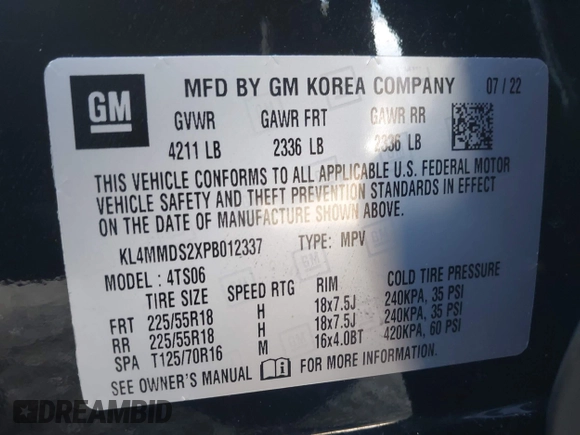 GM
MFD BY GM KOREA COMPANY 07/22
GVWR GAWR FRT GAWR RR
4211 LB 2336 LB 2336 LB
THIS VEHICLE CONFORMS TO ALL APPLICABLE U.S. FEDERAL MOTOR
VEHICLE SAFETY AND THEFT PREVENTION STANDARDS IN EFFECT
ON THE DATE OF MANUFACTURE SHOWN ABOVE.
KL4MMDS2XPB012337 TYPE: MPV
MODEL: 4TS06
TIRE SIZE SPEED RTG RIM COLD TIRE PRESSURE
FRT 225/55R18 H 18x7.5J 240KPA, 35 PSI
RR 225/55R18 H 18x7.5J 240KPA, 35 PSI
SPA T125/70R16 M 16x4.0BT 420KPA, 60 PSI
SEE OWNER'S MANUAL FOR MORE INFORMATION.
DREAMBID